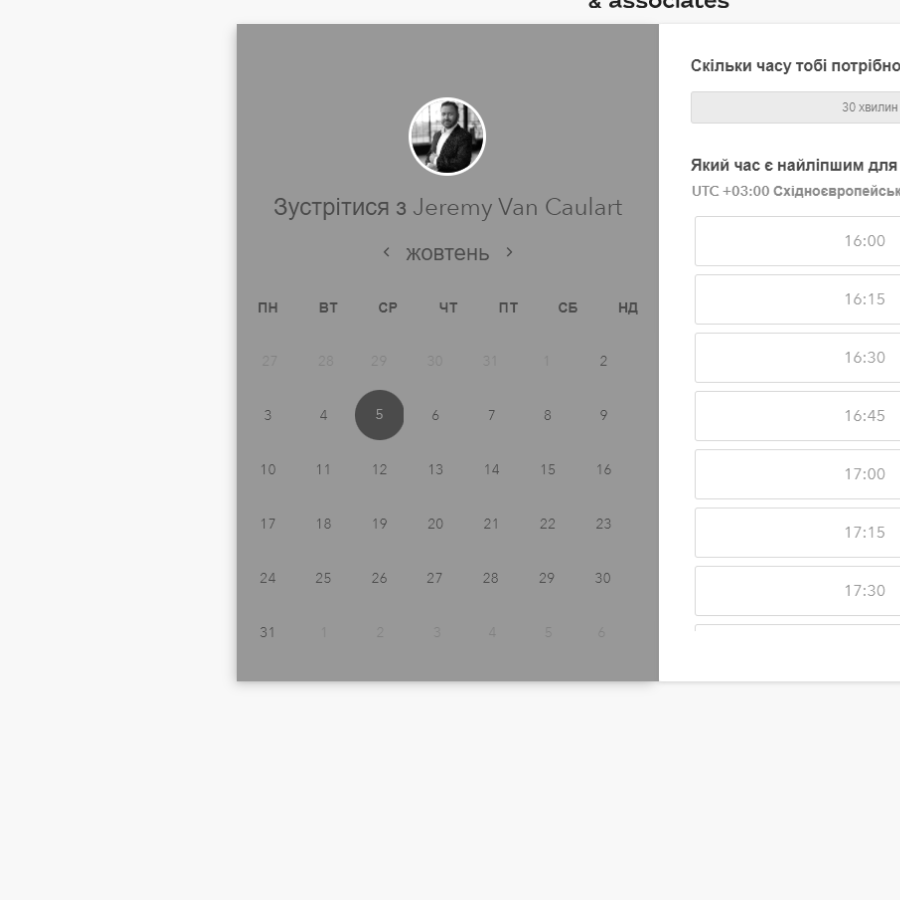 & associates
Зустрітися з Jeremy Van Caulart
жовтень
ПН ВТ СР ЧТ ПТ СБ НД
27 28 29 30 31 1 2
3 4 5 6 7 8 9
10 11 12 13 14 15 16
17 18 19 20 21 22 23
24 25 26 27 28 29 30
31 1 2 3 4 5 6
Скільки часу тобі потрібно
30 хвилин
Який час є найліпшим для
UTC +03:00 Східноєвропейськ
16:00
16:15
16:30
16:45
17:00
17:15
17:30